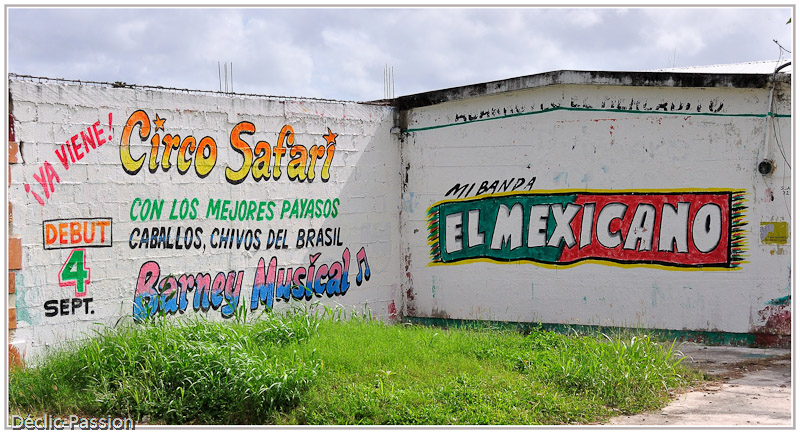 ¡YA VIENE!
Circo Safari
CON LOS MEJORES PAYASOS
CABALLOS, CHIVOS DEL BRASIL
Barney Musical
DEBUT
4
SEPT.
MI BANDA
EL MEXICANO
Déclic-Passion